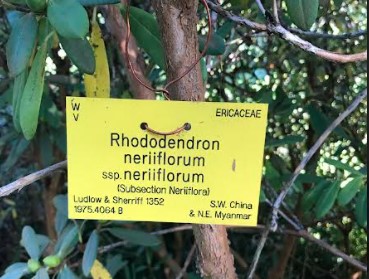 W
V
ERICACEAE
Rhododendron
neriiflorum
ssp. neriiflorum
(Subsection Neriiflora)
Ludlow & Sherriff 1352
1975.4064 B
S.W. China
& N.E. Myanmar